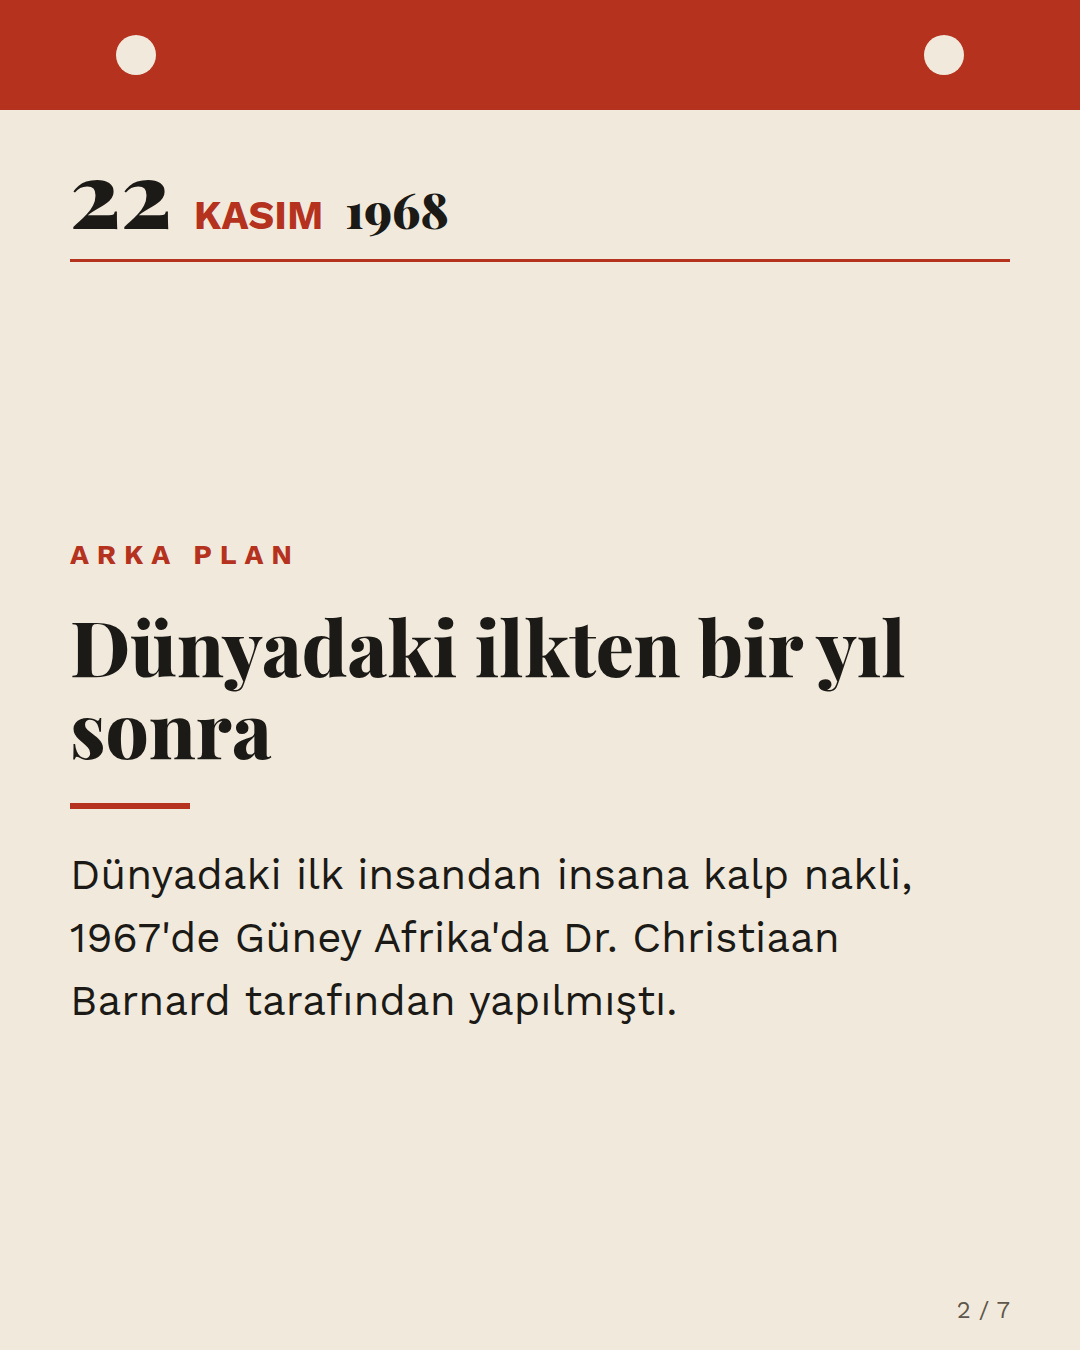 22 KASIM 1968
ARKA PLAN
Dünyadaki ilkten bir yıl
sonra
Dünyadaki ilk insandan insana kalp nakli,
1967'de Güney Afrika'da Dr. Christiaan
Barnard tarafından yapılmıştı.
2 / 7